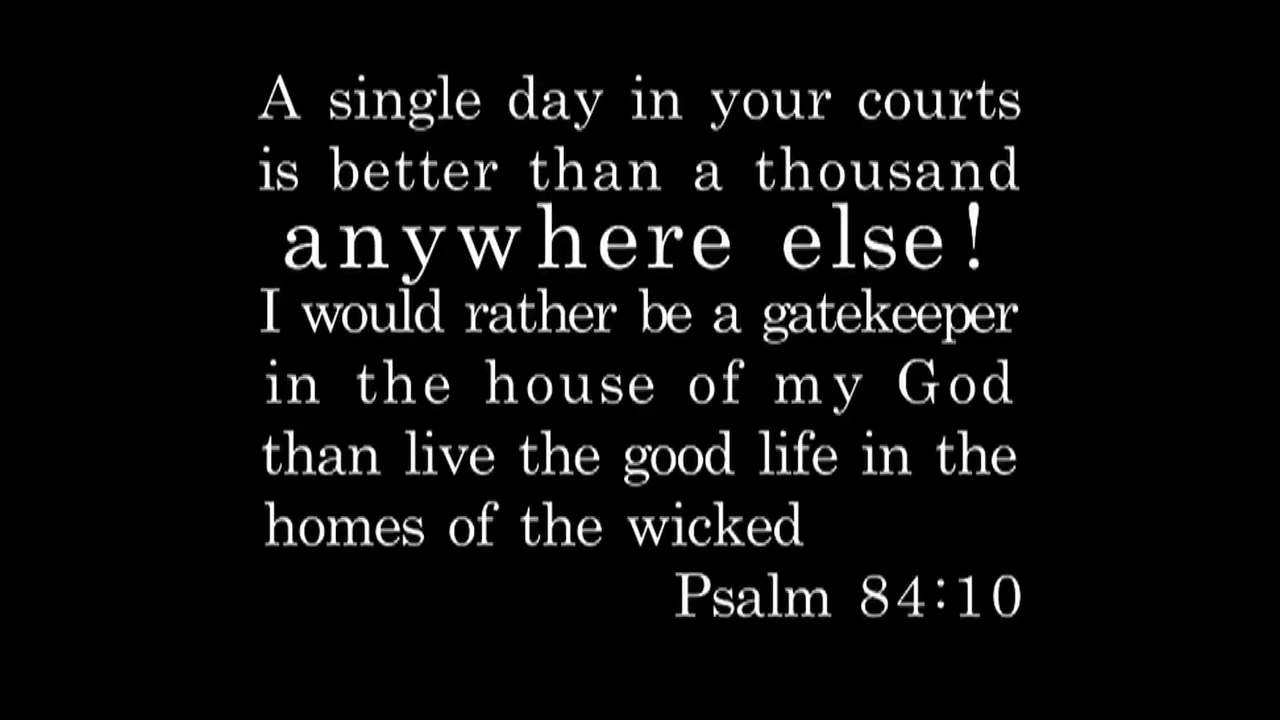 A single day in your courts
is better than a thousand
anywhere else!
I would rather be a gatekeeper
in the house of my God
than live the good life in the
homes of the wicked
Psalm 84:10